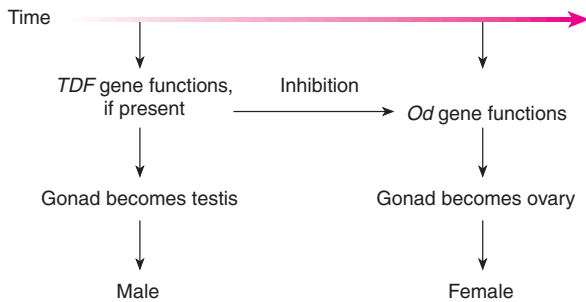 Time
TDF gene functions,
if present
Inhibition
Od gene functions
Gonad becomes testis
Gonad becomes ovary
Male
Female